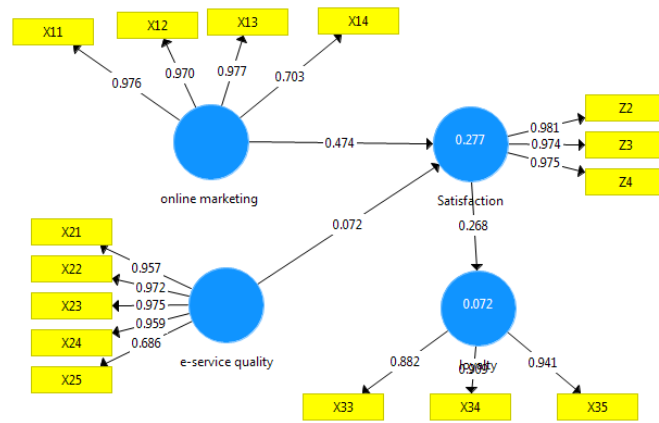 X11
X12
X13
X14
0.976
0.970
0.977
0.703
online marketing
0.474
0.277
Satisfaction
0.981
0.974
0.975
Z2
Z3
Z4
0.072
0.268
X21
X22
X23
X24
X25
0.957
0.972
0.975
0.959
0.686
e-service quality
0.072
loyalty
0.882
0.941
X33
X34
X35